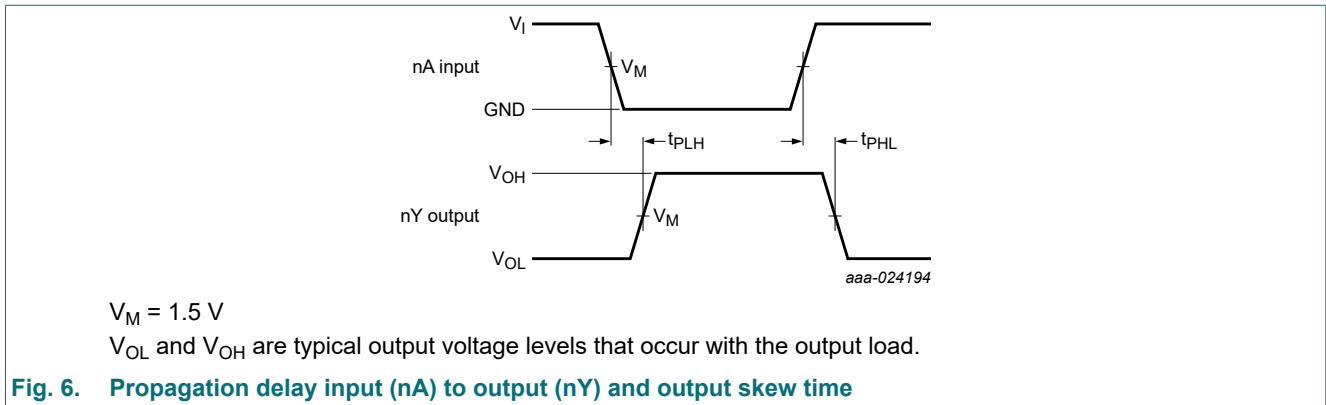 V_I
nA input
V_M
GND
t_PLH
t_PHL
V_OH
nY output
V_M
V_OL
aaa-024194
V_M = 1.5 V
V_OL and V_OH are typical output voltage levels that occur with the output load.
Fig. 6. Propagation delay input (nA) to output (nY) and output skew time